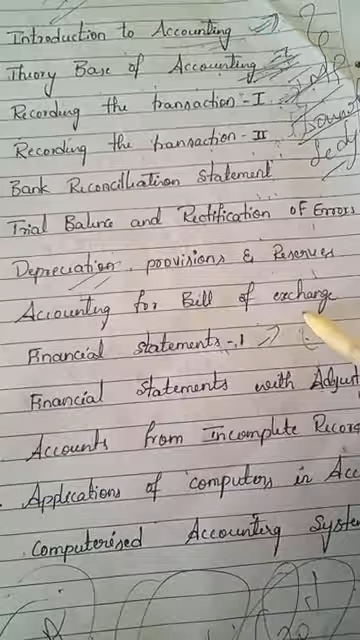 Introduction to Accounting
Theory Base of Accounting
Recording the transaction - I
Recording the transaction - II
Bank Reconciliation Statement
Trial Balance and Rectification of Errors
Depreciation, provisions & Reserves
Accounting for Bill of exchange
Financial statements - 1
Financial statements with Adjust
Accounts from Incomplete Record
Applications of computers in Acc
Computerised Accounting System